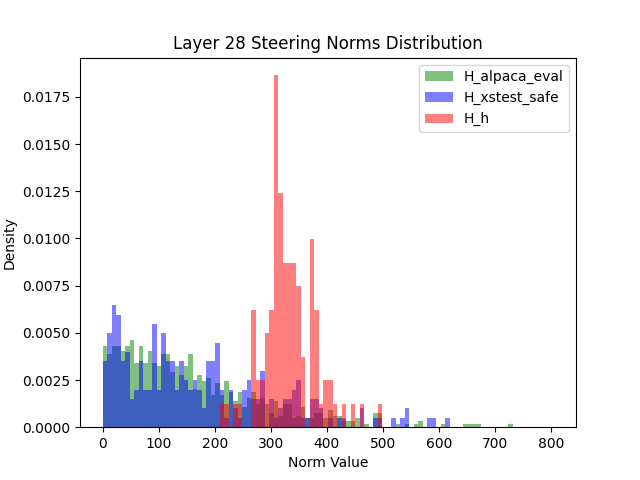 Layer 28 Steering Norms Distribution
H_alpaca_eval
H_xstest_safe
H_h
Density
0.0175
0.0150
0.0125
0.0100
0.0075
0.0050
0.0025
0.0000
0 100 200 300 400 500 600 700 800
Norm Value